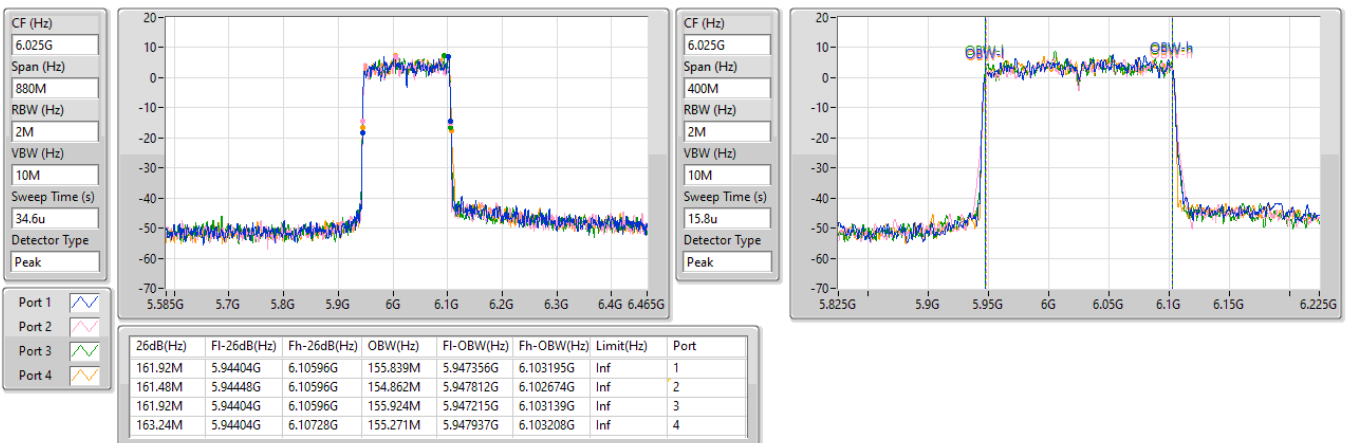 CF (Hz)
6.025G
Span (Hz)
880M
RBW (Hz)
2M
VBW (Hz)
10M
Sweep Time (s)
34.6u
Detector Type
Peak
20
10
0
-10
-20
-30
-40
-50
-60
-70
5.585G 5.7G 5.8G 5.9G 6G 6.1G 6.2G 6.3G 6.4G 6.465G
CF (Hz)
6.025G
Span (Hz)
400M
RBW (Hz)
2M
VBW (Hz)
10M
Sweep Time (s)
15.8u
Detector Type
Peak
20
10
0
-10
-20
-30
-40
-50
-60
-70
OBW-l OBW-h
5.825G 5.9G 5.95G 6G 6.05G 6.1G 6.15G 6.225G
Port 1
Port 2
Port 3
Port 4
26dB(Hz) Fl-26dB(Hz) Fh-26dB(Hz) OBW(Hz) Fl-OBW(Hz) Fh-OBW(Hz) Limit(Hz) Port
161.92M 5.94404G 6.10596G 155.839M 5.947356G 6.103195G Inf 1
161.48M 5.94448G 6.10596G 154.862M 5.947812G 6.102674G Inf 2
161.92M 5.94404G 6.10596G 155.924M 5.947215G 6.103139G Inf 3
163.24M 5.94404G 6.10728G 155.271M 5.947937G 6.103208G Inf 4